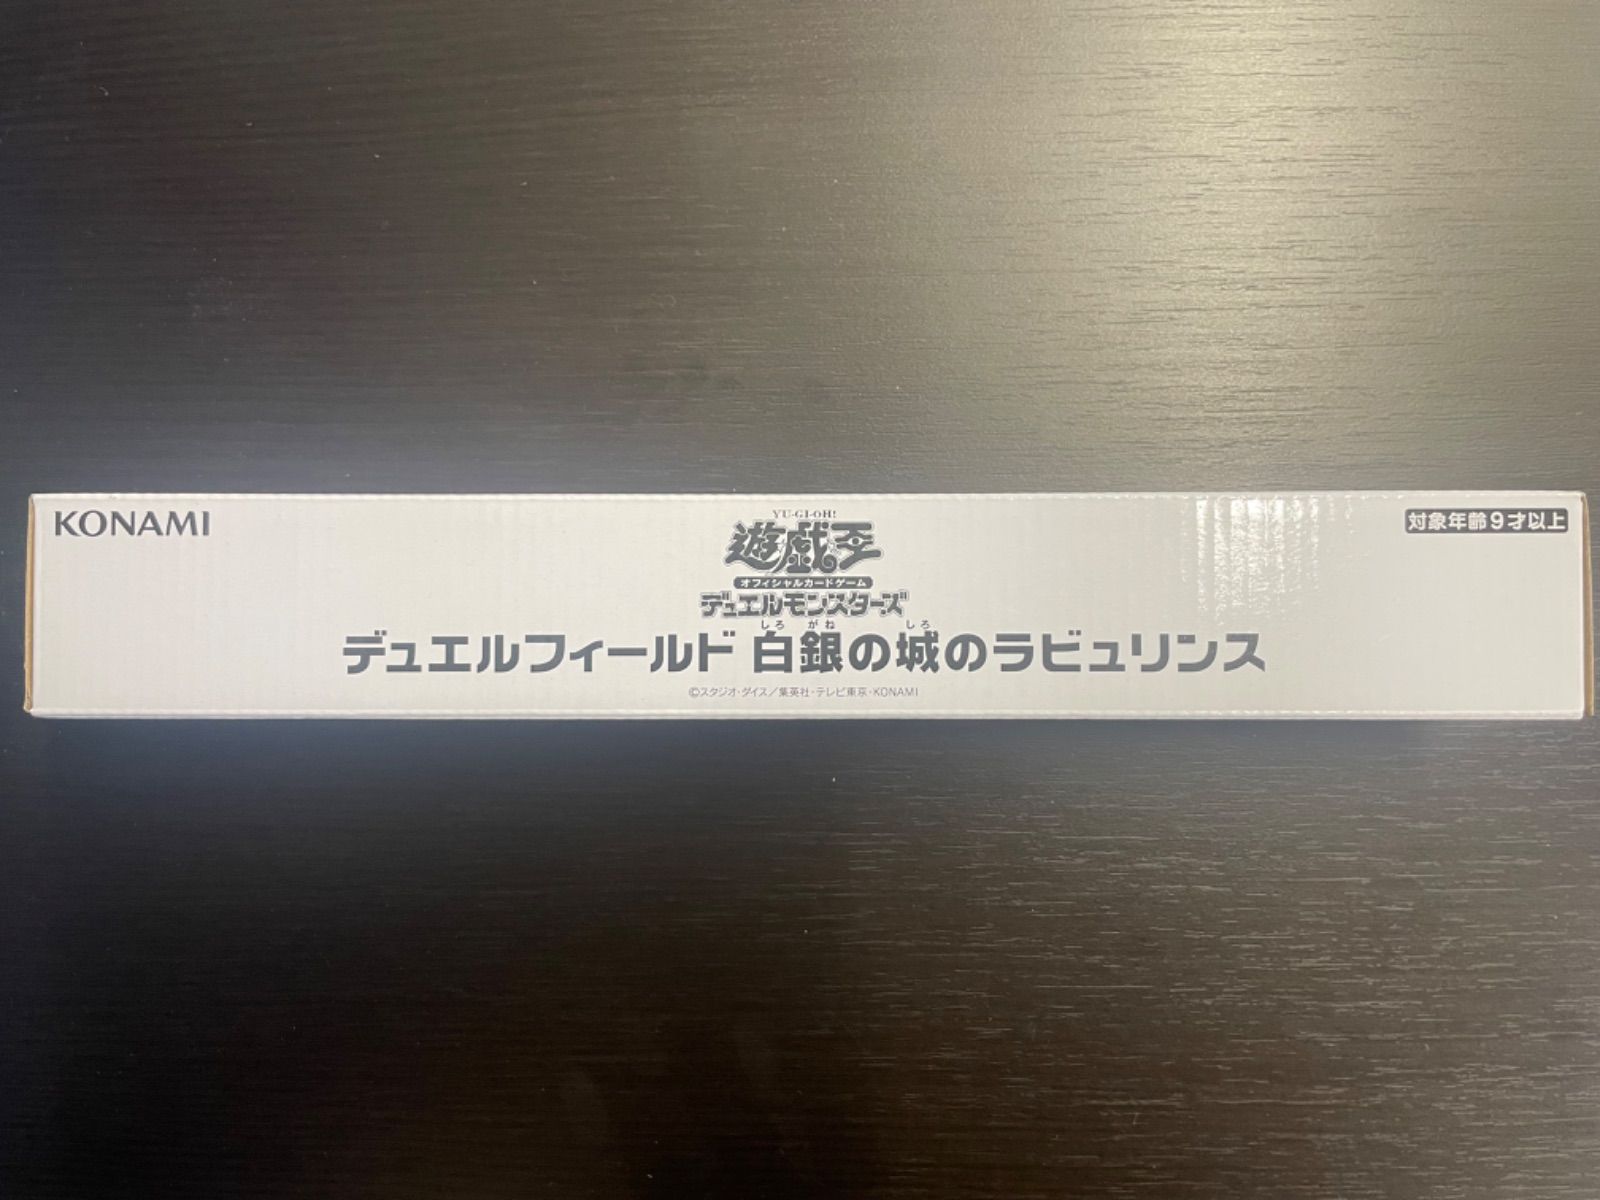 KONAMI
YU-GI-OH!
遊戯王
オフィシャルカードゲーム
デュエルモンスターズ
対象年齢9才以上
しろ がね しろ
デュエルフィールド 白銀の城のラビュリンス
©スタジオ・ダイス／集英社・テレビ東京・KONAMI